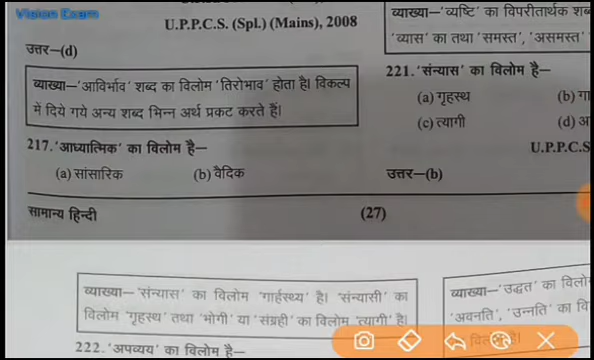 Vision Exam
U.P.P.C.S. (Spl.) (Mains), 2008
उत्तर—(d)
व्याख्या—'आविर्भाव' शब्द का विलोम 'तिरोभाव' होता है। विकल्प
में दिये गये अन्य शब्द भिन्न अर्थ प्रकट करते हैं।
217. 'आध्यात्मिक' का विलोम है—
(a) सांसारिक (b) वैदिक
व्याख्या—'व्यष्टि' का विपरीतार्थक
'व्यास' का तथा 'समस्त', 'असमस्त'
221. 'संन्यास' का विलोम है—
(a) गृहस्थ (b)
(c) त्यागी (d)
U.P.P.C.S
उत्तर—(b)
सामान्य हिन्दी (27)
व्याख्या— 'संन्यास' का विलोम 'गार्हस्थ्य' है। 'संन्यासी' का
विलोम 'गृहस्थ' तथा 'भोगी' या 'संग्रही' का विलोम 'त्यागी' है।
222. 'अपव्यय' का विलोम है—
व्याख्या—'उद्धत' का
'अवनति', 'उन्नति' का